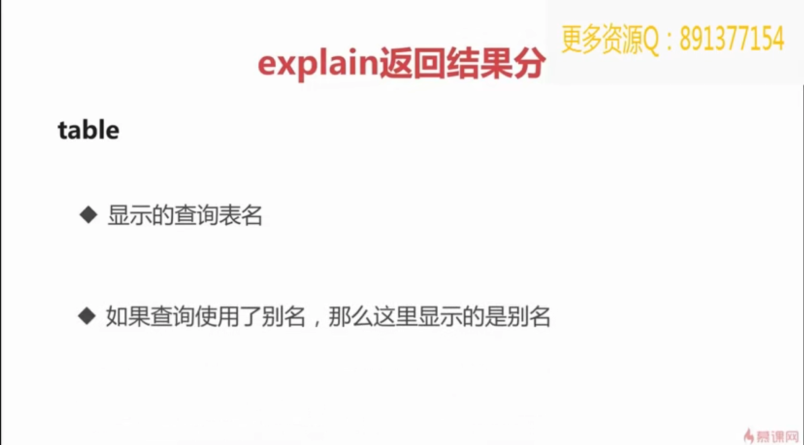 更多资源Q：891377154
explain返回结果分
table
◆ 显示的查询表名
◆ 如果查询使用了别名，那么这里显示的是别名
慕课网